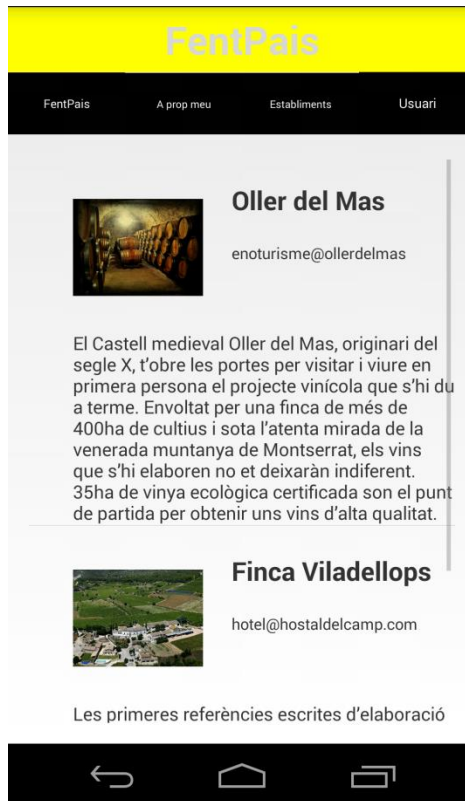 FentPais
FentPais
A prop meu
Establiments
Usuari
Oller del Mas
enoturisme@ollerdelmas
El Castell medieval Oller del Mas, originari del
segle X, t’obre les portes per visitar i viure en
primera persona el projecte vinícola que s’hi du
a terme. Envoltat per una finca de més de
400ha de cultius i sota l’atenta mirada de la
venerada muntanya de Montserrat, els vins
que s’hi elaboren no et deixaràn indiferent.
35ha de vinya ecològica certificada son el punt
de partida per obtenir uns vins d’alta qualitat.
Finca Viladellops
hotel@hostaldelcamp.com
Les primeres referències escrites d’elaboració